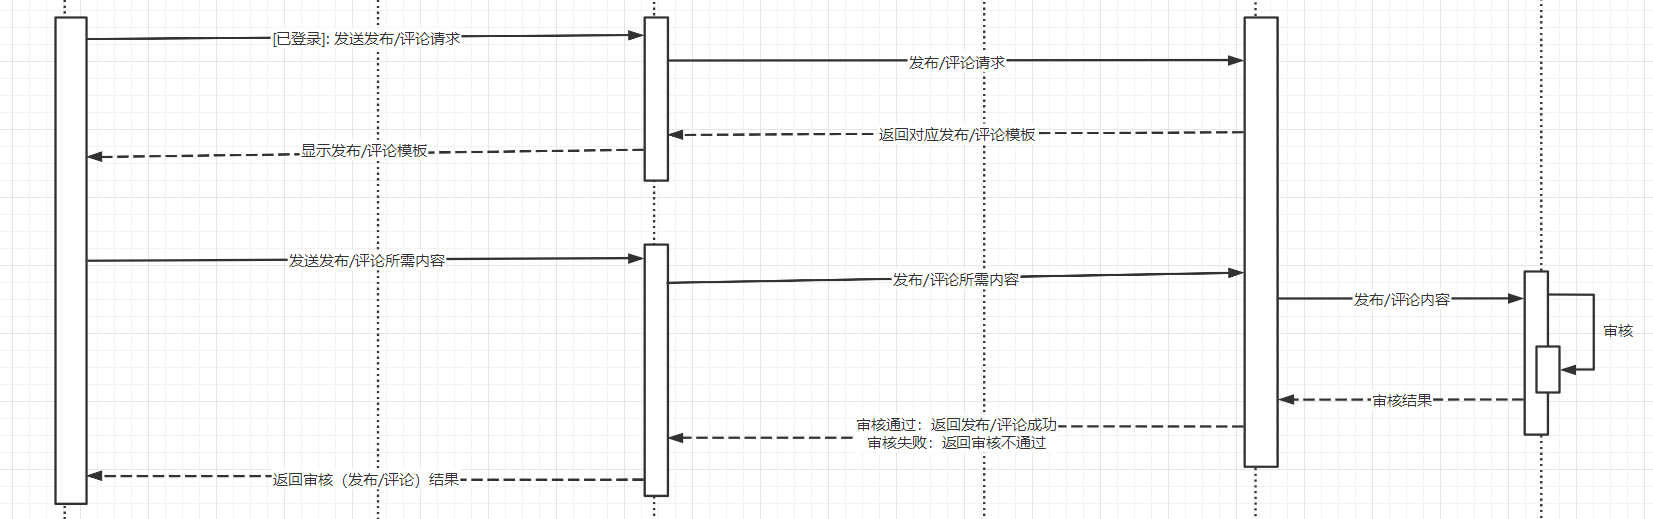 [已登录]: 发送发布/评论请求
发布/评论请求
返回对应发布/评论模板
显示发布/评论模板
发送发布/评论所需内容
发布/评论所需内容
发布/评论内容
审核
审核结果
审核通过：返回发布/评论成功
审核失败：返回审核不通过
返回审核（发布/评论）结果